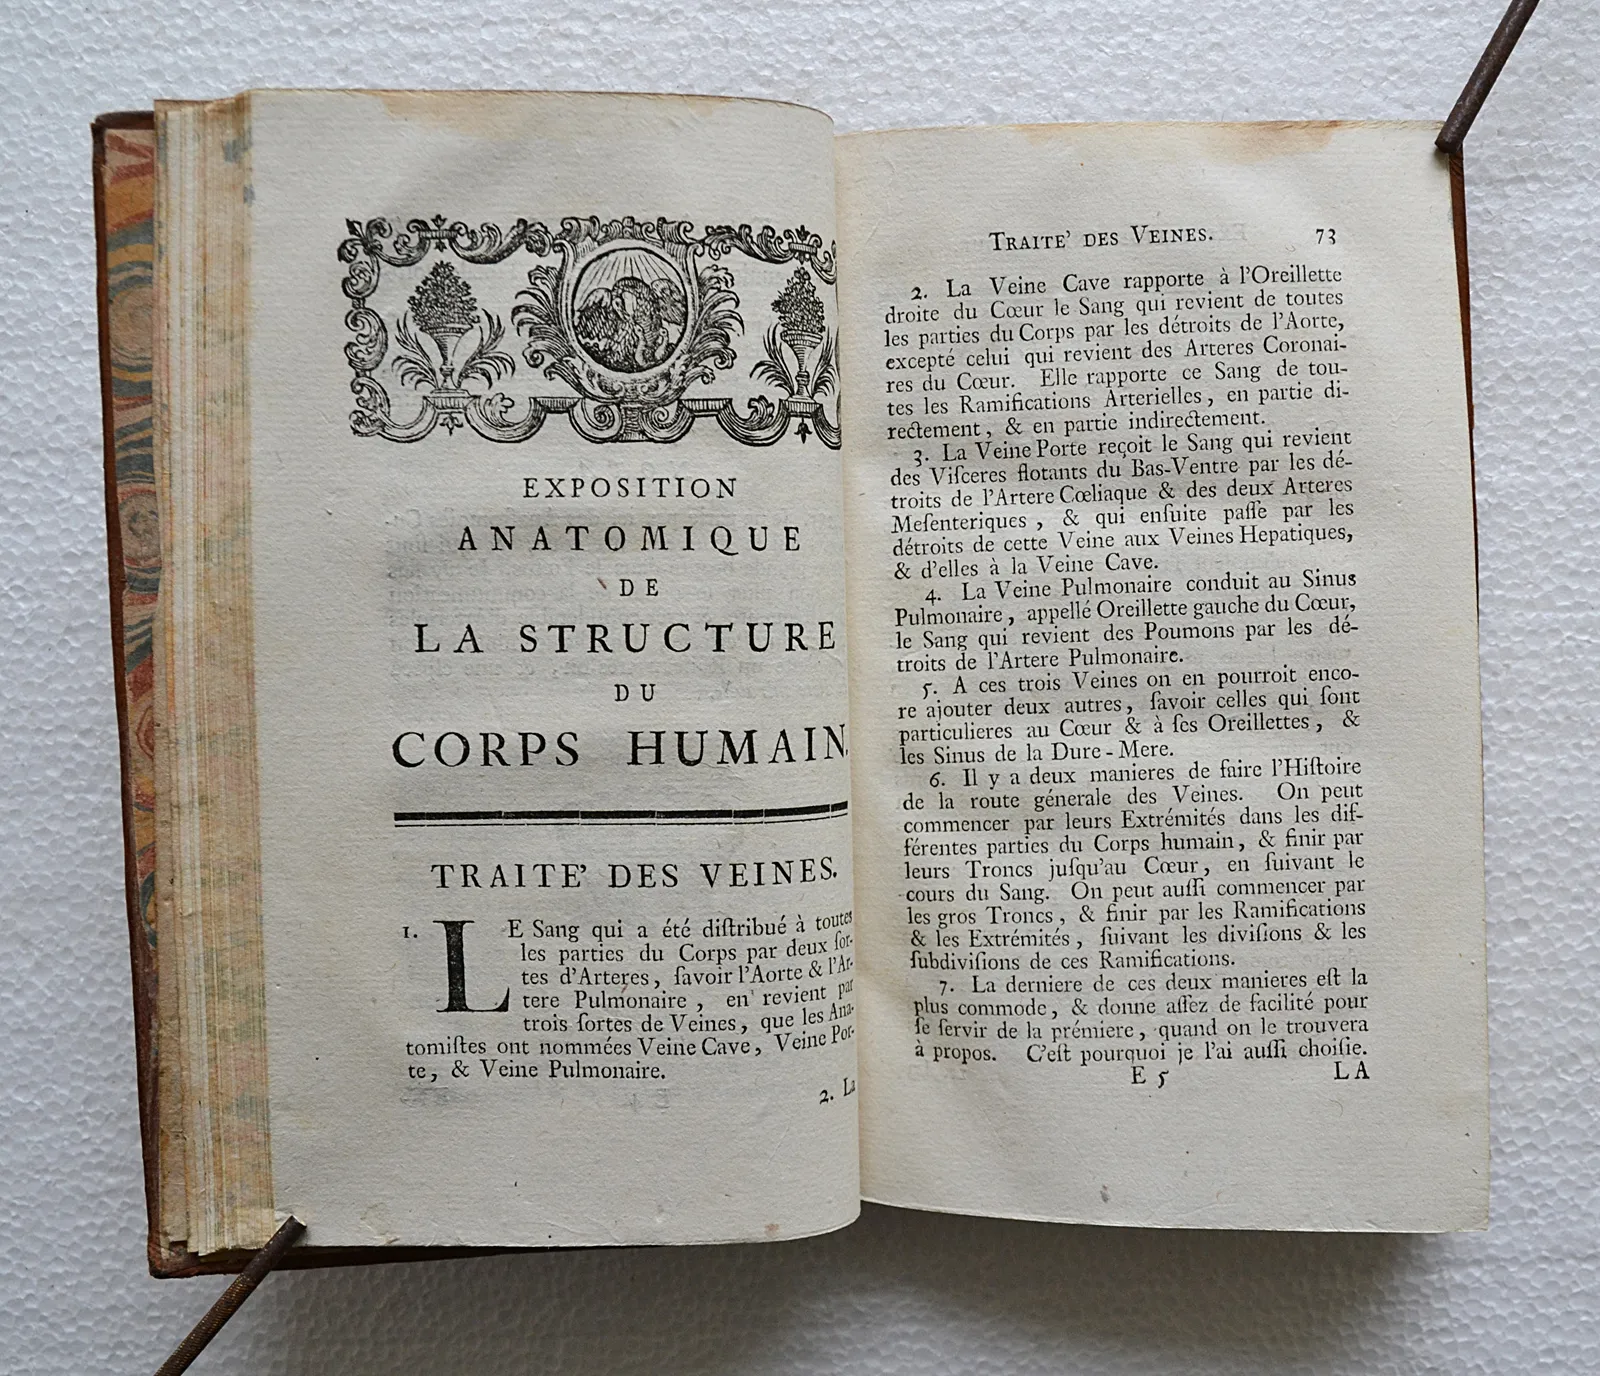 EXPOSITION
ANATOMIQUE
DE
LA STRUCTURE
DU
CORPS HUMAIN.
TRAITE' DES VEINES.
1. LE Sang qui a été diſtribué à toutes
les parties du Corps par deux ſor-
tes d'Arteres, ſavoir l'Aorte & l'Ar-
tere Pulmonaire, en revient par
trois ſortes de Veines, que les Ana-
tomiſtes ont nommées Veine Cave, Veine Por-
te, & Veine Pulmonaire.
2. La
TRAITE' DES VEINES. 73
2. La Veine Cave rapporte à l'Oreillette
droite du Cœur le Sang qui revient de toutes
les parties du Corps par les détroits de l'Aorte,
excepté celui qui revient des Arteres Coronai-
res du Cœur. Elle rapporte ce Sang de tou-
tes les Ramifications Arterielles, en partie di-
rectement, & en partie indirectement.
3. La Veine Porte reçoit le Sang qui revient
des Viſceres flotants du Bas-Ventre par les dé-
troits de l'Artere Cœliaque & des deux Arteres
Meſenteriques, & qui enſuite paſſe par les
détroits de cette Veine aux Veines Hepatiques,
& d'elles à la Veine Cave.
4. La Veine Pulmonaire conduit au Sinus
Pulmonaire, appellé Oreillette gauche du Cœur,
le Sang qui revient des Poumons par les dé-
troits de l'Artere Pulmonaire.
5. A ces trois Veines on en pourroit enco-
re ajouter deux autres, ſavoir celles qui ſont
particulieres au Cœur & à ſes Oreillettes, &
les Sinus de la Dure-Mere.
6. Il y a deux manieres de faire l'Hiſtoire
de la route génerale des Veines. On peut
commencer par leurs Extrémités dans les dif-
férentes parties du Corps humain, & finir par
leurs Troncs juſqu'au Cœur, en ſuivant le
cours du Sang. On peut auſſi commencer par
les gros Troncs, & finir par les Ramifications
& les Extrémités, ſuivant les diviſions & les
ſubdiviſions de ces Ramifications.
7. La derniere de ces deux manieres eſt la
plus commode, & donne aſſez de facilité pour
ſe ſervir de la prémiere, quand on le trouvera
à propos. C'eſt pourquoi je l'ai auſſi choiſie.
E 5 LA